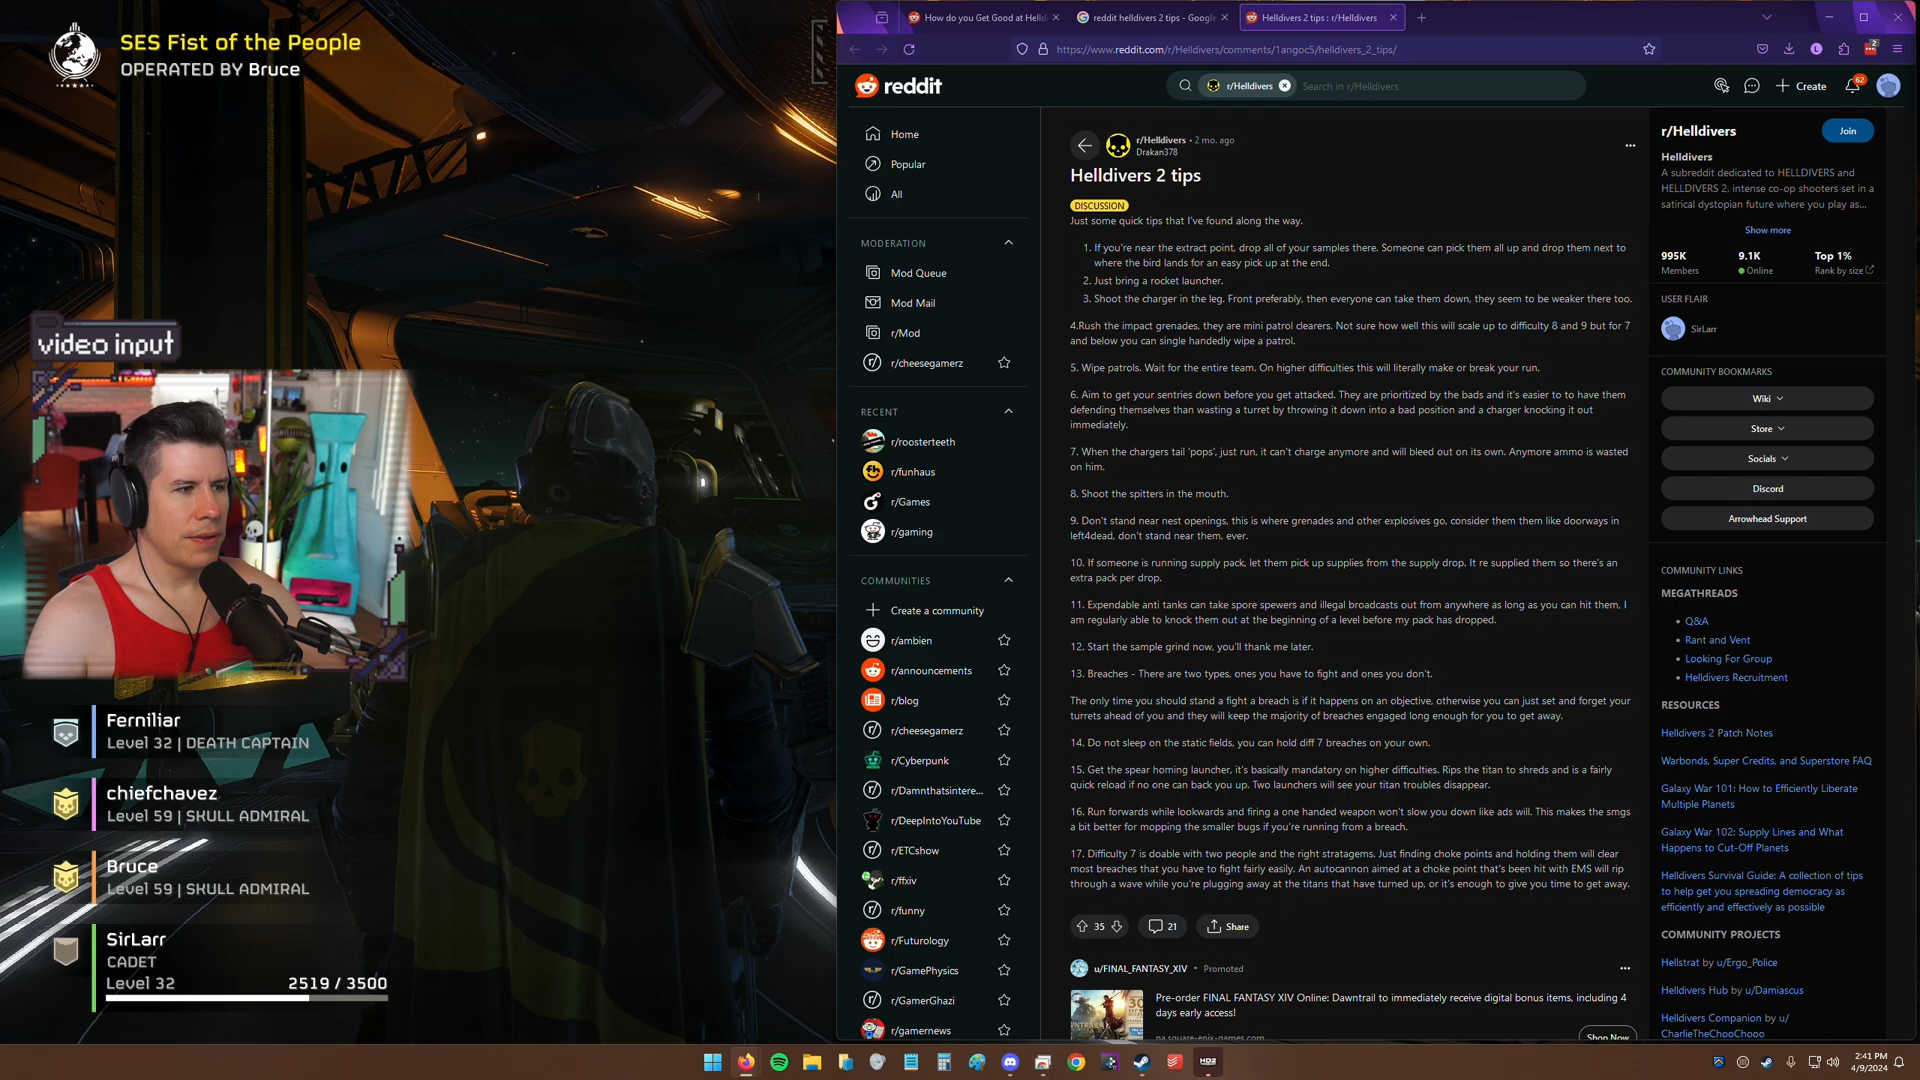 SES Fist of the People
OPERATED BY Bruce
video input
Ferniliar
Level 32 | DEATH CAPTAIN
chiefchavez
Level 59 | SKULL ADMIRAL
Bruce
Level 59 | SKULL ADMIRAL
SirLarr
CADET
Level 32
2519 / 3500
How do you Get Good at Helldi
reddit helldivers 2 tips - Google
Helldivers 2 tips : r/Helldivers
https://www.reddit.com/r/Helldivers/comments/1angoc5/helldivers_2_tips/
2
reddit
r/Helldivers
Search in r/Helldivers
Create
62
Home
Popular
All
MODERATION
Mod Queue
Mod Mail
r/Mod
r/cheesegamerz
RECENT
r/roosterteeth
r/funhaus
r/Games
r/gaming
COMMUNITIES
Create a community
r/ambien
r/announcements
r/blog
r/cheesegamerz
r/Cyberpunk
r/Damnthatsintere...
r/DeepIntoYouTube
r/ETCshow
r/ffxiv
r/funny
r/Futurology
r/GamePhysics
r/GamerGhazi
r/gamernews
r/Helldivers • 2 mo. ago
Drakan378
Helldivers 2 tips
DISCUSSION
Just some quick tips that I've found along the way.
1. If you're near the extract point, drop all of your samples there. Someone can pick them all up and drop them next to
where the bird lands for an easy pick up at the end.
2. Just bring a rocket launcher.
3. Shoot the charger in the leg. Front preferably, then everyone can take them down, they seem to be weaker there too.
4.Rush the impact grenades, they are mini patrol clearers. Not sure how well this will scale up to difficulty 8 and 9 but for 7
and below you can single handedly wipe a patrol.
5. Wipe patrols. Wait for the entire team. On higher difficulties this will literally make or break your run.
6. Aim to get your sentries down before you get attacked. They are prioritized by the bads and it's easier to to have them
defending themselves than wasting a turret by throwing it down into a bad position and a charger knocking it out
immediately.
7. When the chargers tail 'pops', just run, it can't charge anymore and will bleed out on its own. Anymore ammo is wasted
on him.
8. Shoot the spitters in the mouth.
9. Don't stand near nest openings, this is where grenades and other explosives go, consider them them like doorways in
left4dead, don't stand near them, ever.
10. If someone is running supply pack, let them pick up supplies from the supply drop. It re supplied them so there's an
extra pack per drop.
11. Expendable anti tanks can take spore spewers and illegal broadcasts out from anywhere as long as you can hit them, I
am regularly able to knock them out at the beginning of a level before my pack has dropped.
12. Start the sample grind now, you'll thank me later.
13. Breaches - There are two types, ones you have to fight and ones you don't.
The only time you should stand a fight a breach is if it happens on an objective, otherwise you can just set and forget your
turrets ahead of you and they will keep the majority of breaches engaged long enough for you to get away.
14. Do not sleep on the static fields, you can hold diff 7 breaches on your own.
15. Get the spear homing launcher, it's basically mandatory on higher difficulties. Rips the titan to shreds and is a fairly
quick reload if no one can back you up. Two launchers will see your titan troubles disappear.
16. Run forwards while lookwards and firing a one handed weapon won't slow you down like ads will. This makes the smgs
a bit better for mopping the smaller bugs if you're running from a breach.
17. Difficulty 7 is doable with two people and the right stratagems. Just finding choke points and holding them will clear
most breaches that you have to fight fairly easily. An autocannon aimed at a choke point that's been hit with EMS will rip
through a wave while you're plugging away at the titans that have turned up, or it's enough to give you time to get away.
35
21
Share
u/FINAL_FANTASY_XIV • Promoted
Pre-order FINAL FANTASY XIV Online: Dawntrail to immediately receive digital bonus items, including 4
days early access!
na.square-enix-games.com
Shop Now
r/Helldivers
Join
Helldivers
A subreddit dedicated to HELLDIVERS and
HELLDIVERS 2, intense co-op shooters set in a
satirical dystopian future where you play as...
Show more
995K
Members
9.1K
Online
Top 1%
Rank by size
USER FLAIR
SirLarr
COMMUNITY BOOKMARKS
Wiki
Store
Socials
Discord
Arrowhead Support
COMMUNITY LINKS
MEGATHREADS
Q&A
Rant and Vent
Looking For Group
Helldivers Recruitment
RESOURCES
Helldivers 2 Patch Notes
Warbonds, Super Credits, and Superstore FAQ
Galaxy War 101: How to Efficiently Liberate
Multiple Planets
Galaxy War 102: Supply Lines and What
Happens to Cut-Off Planets
Helldivers Survival Guide: A collection of tips
to help get you spreading democracy as
efficiently and effectively as possible
COMMUNITY PROJECTS
Hellstrat by u/Ergo_Police
Helldivers Hub by u/Damiascus
Helldivers Companion by u/
CharlieTheChooChooo
HD2
2:41 PM
4/9/2024